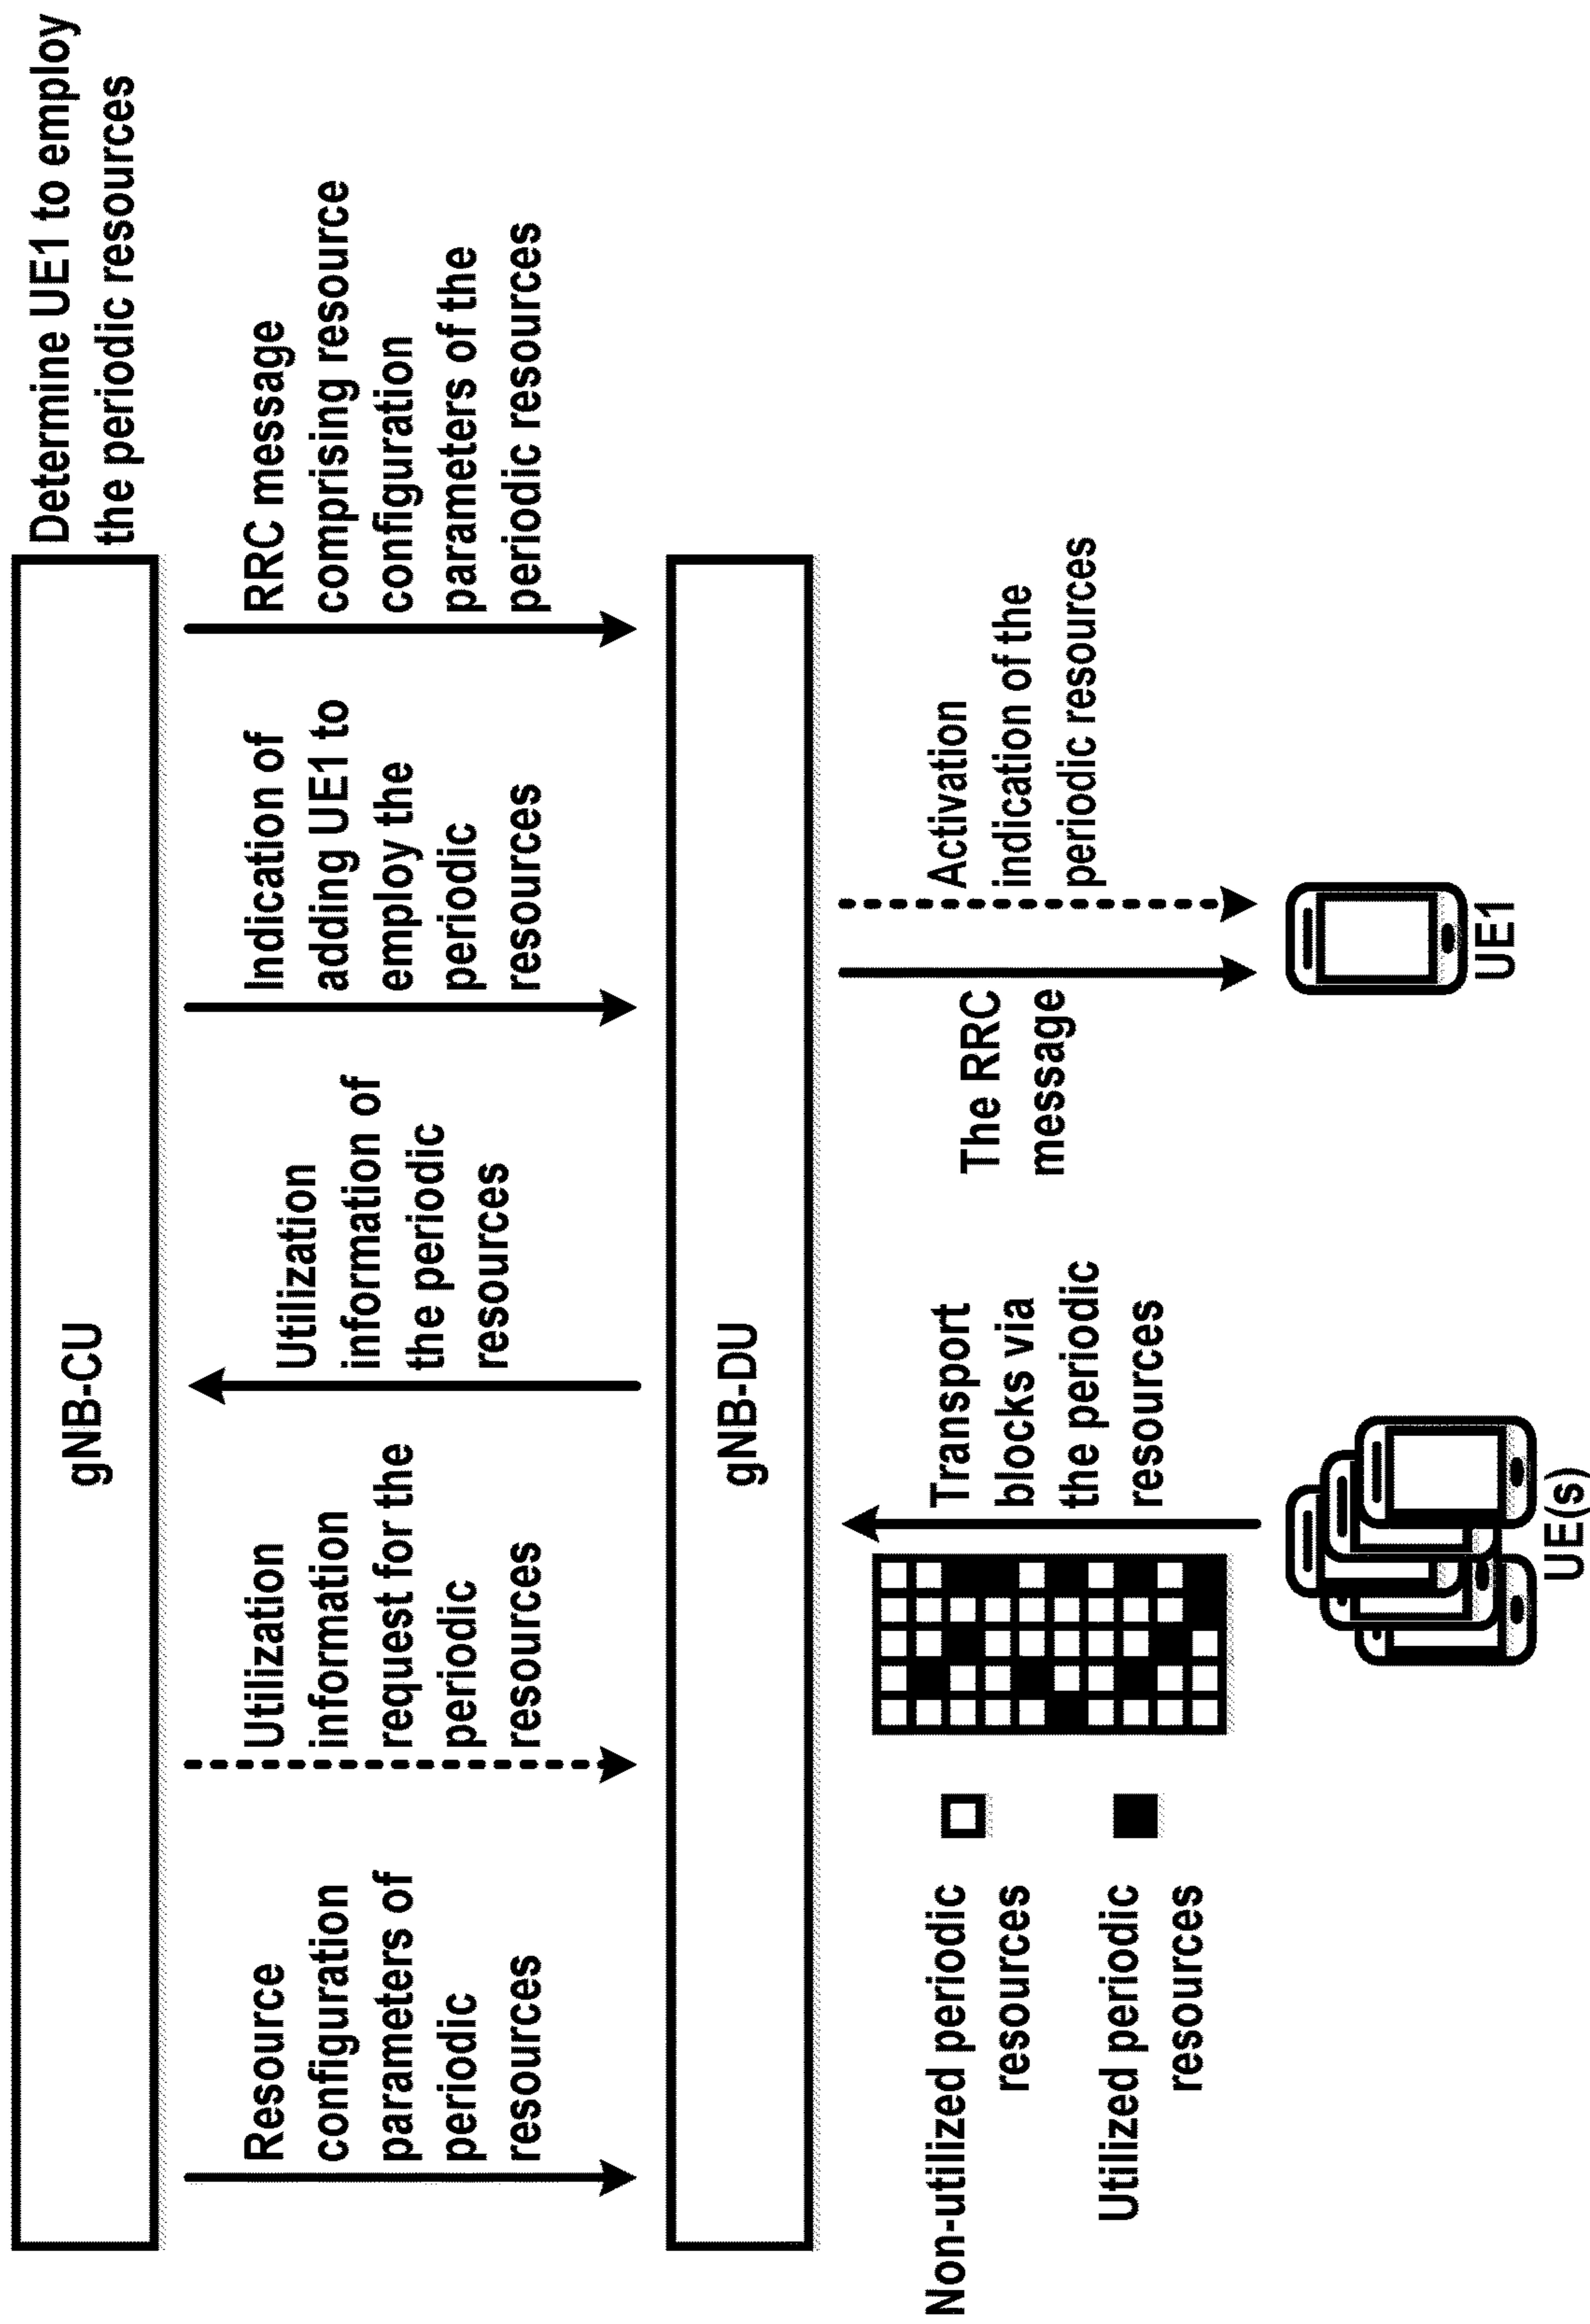 gNB-CU
Determine UE1 to employ
the periodic resources
Resource
configuration
parameters of
periodic
resources
Utilization
information
request for the
periodic
resources
Utilization
information of
the periodic
resources
Indication of
adding UE1 to
employ the
periodic
resources
RRC message
comprising resource
configuration
parameters of the
periodic resources
gNB-DU
Non-utilized periodic
resources
Utilized periodic
resources
Transport
blocks via
the periodic
resources
The RRC
message
Activation
indication of the
periodic resources
UE(s)
UE1